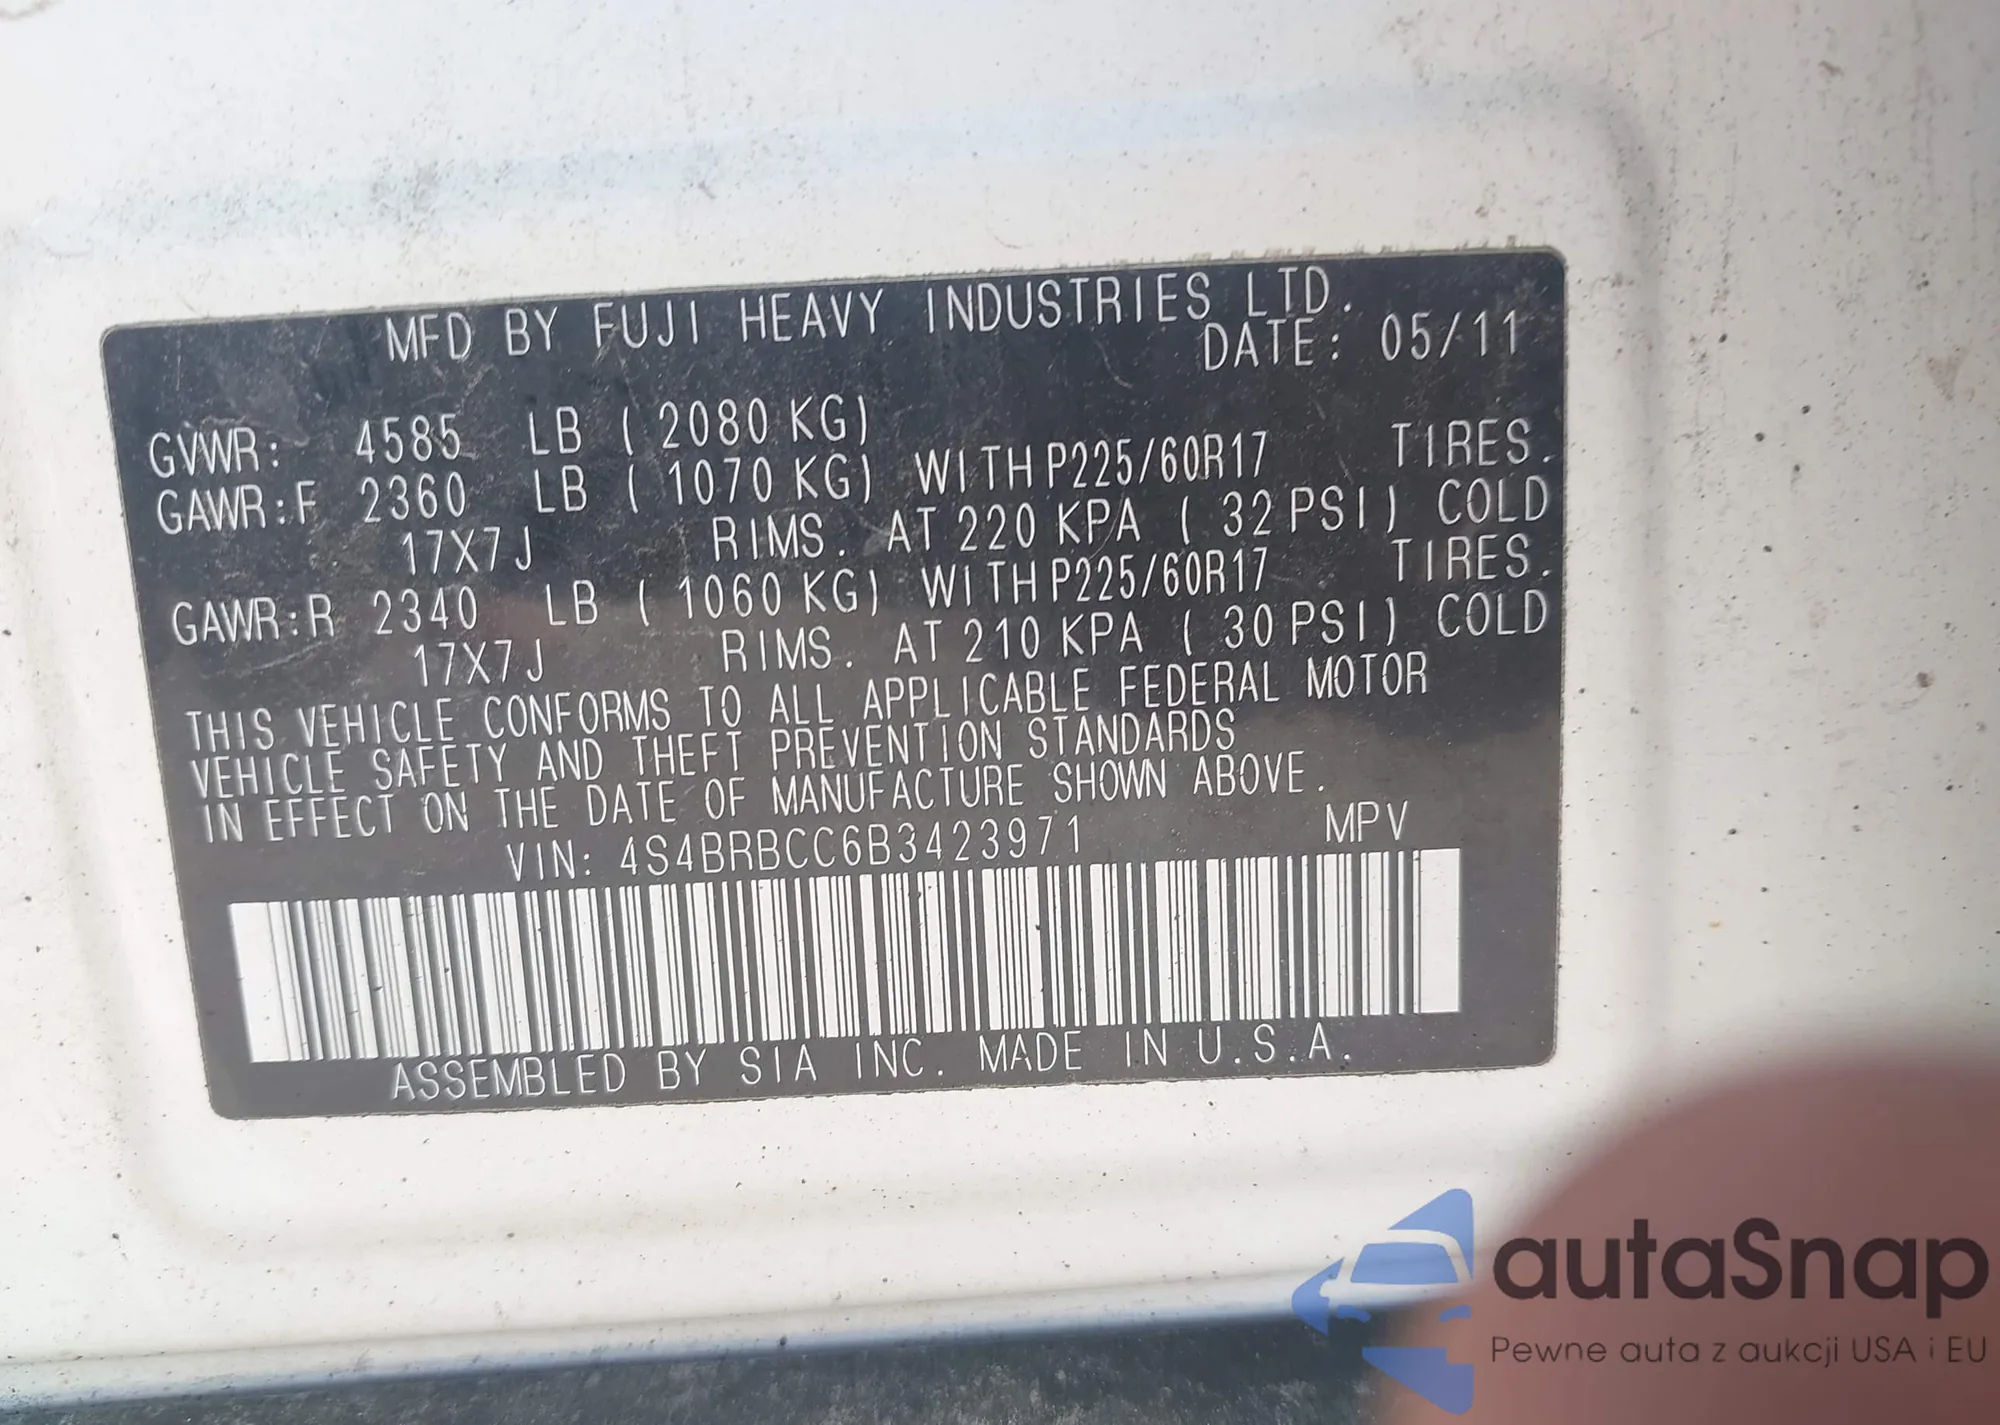 MFD BY FUJI HEAVY INDUSTRIES LTD.
DATE: 05/11
GVWR: 4585 LB ( 2080 KG)
GAWR:F 2360 LB ( 1070 KG) WITH P225/60R17 TIRES.
17X7J RIMS. AT 220 KPA ( 32 PSI) COLD
GAWR:R 2340 LB ( 1060 KG) WITH P225/60R17 TIRES.
17X7J RIMS. AT 210 KPA ( 30 PSI) COLD
THIS VEHICLE CONFORMS TO ALL APPLICABLE FEDERAL MOTOR
VEHICLE SAFETY AND THEFT PREVENTION STANDARDS
IN EFFECT ON THE DATE OF MANUFACTURE SHOWN ABOVE.
VIN: 4S4BRBCC6B3423971 MPV
ASSEMBLED BY SIA INC. MADE IN U.S.A.
autaSnap
Pewne auta z aukcji USA i EU